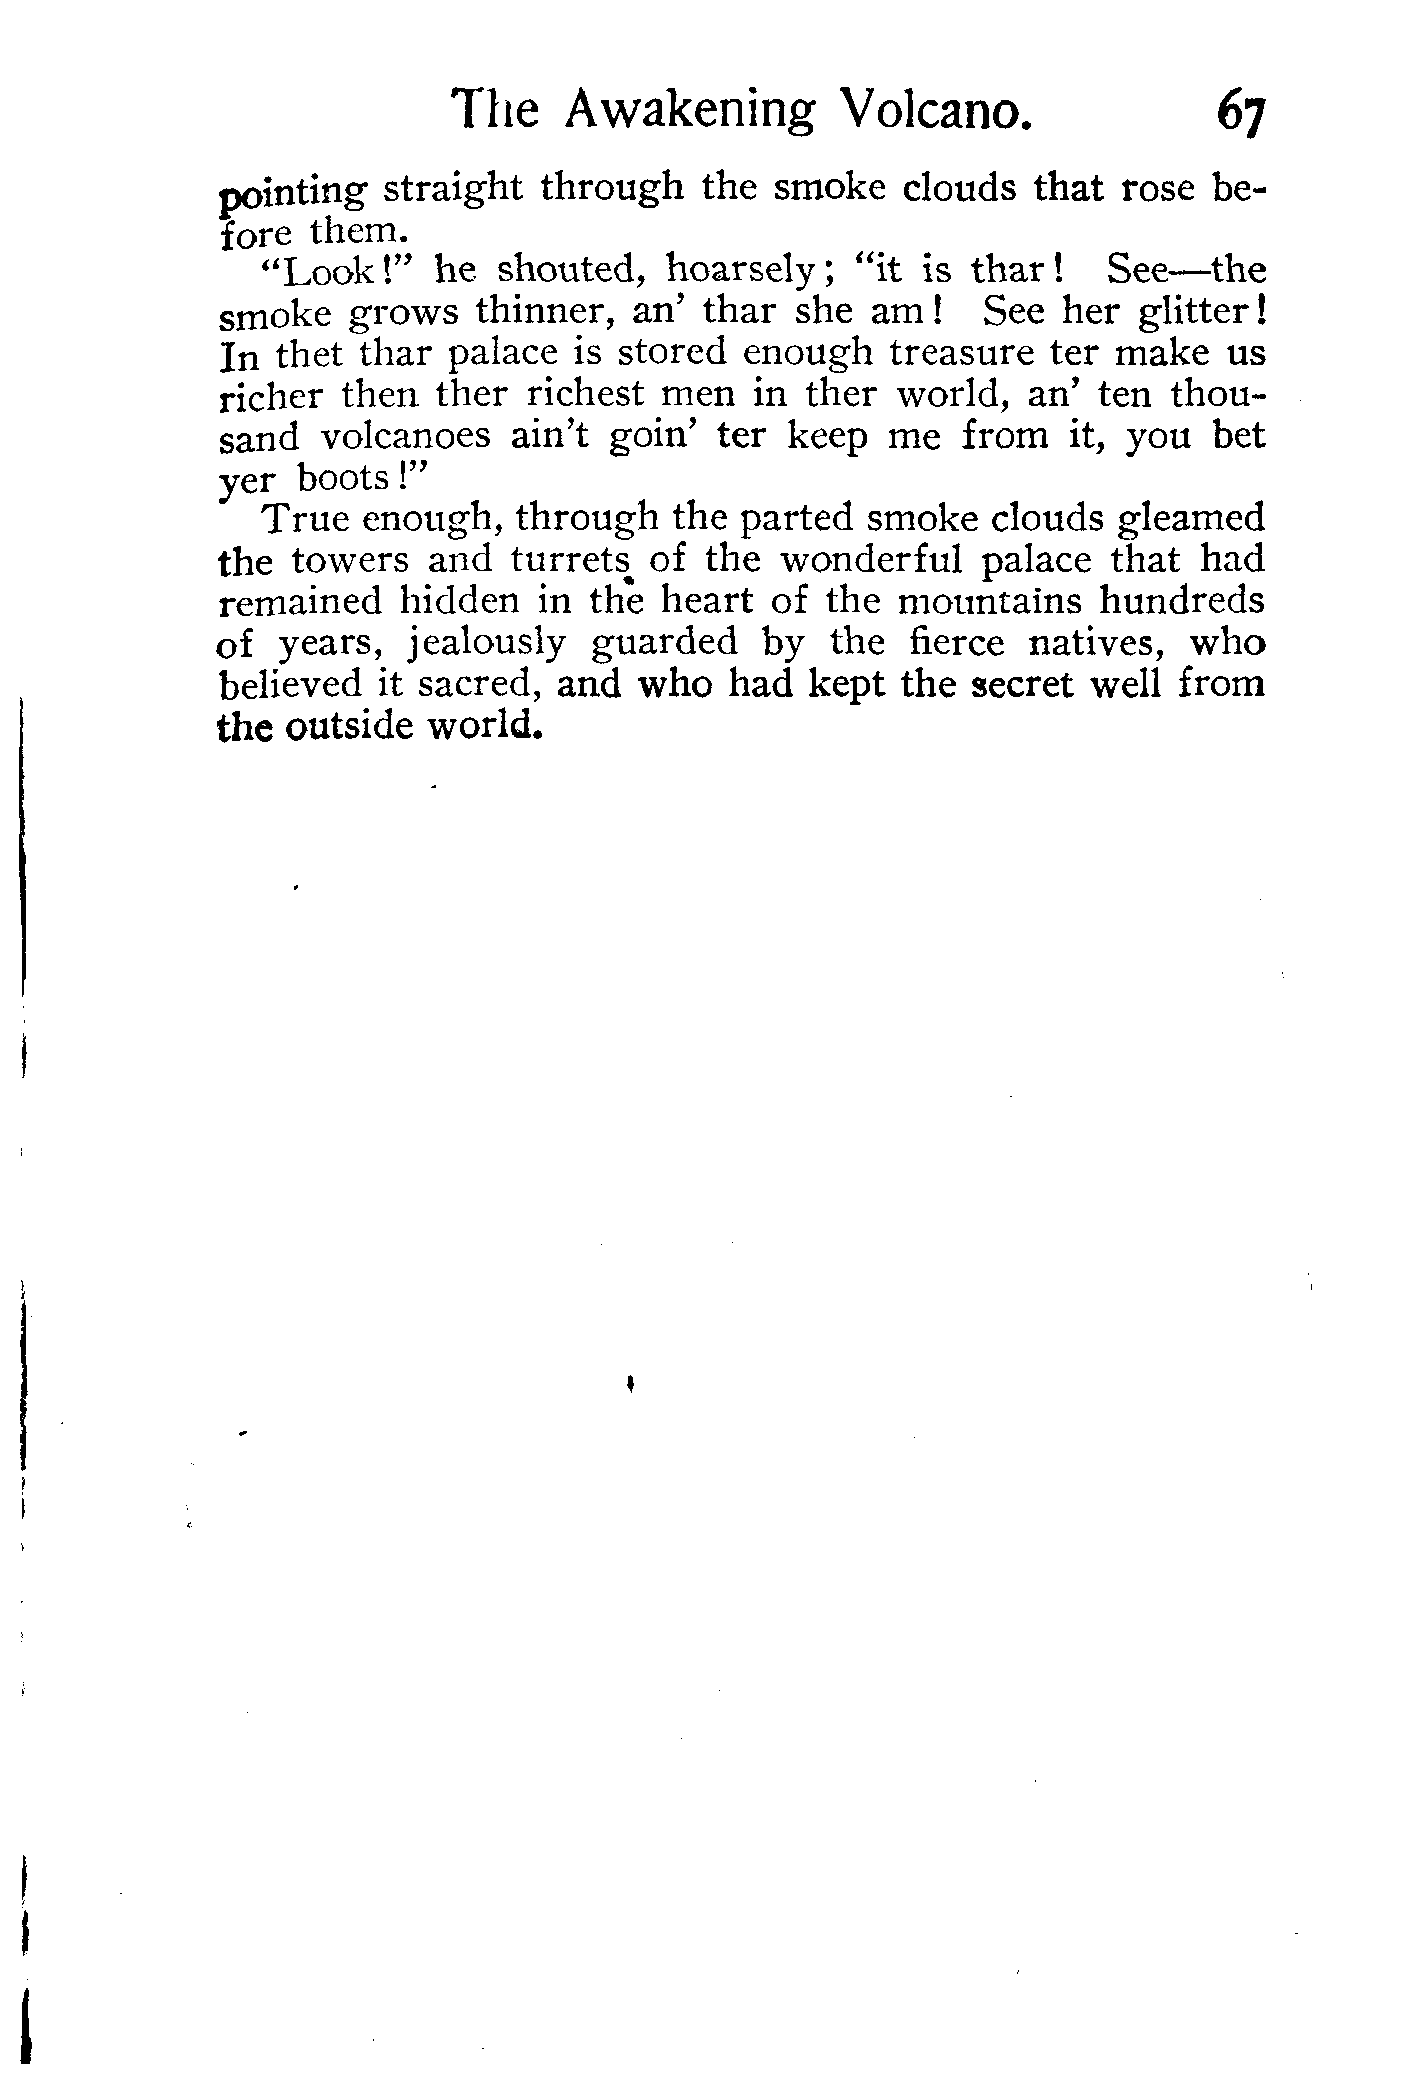 The Awakening Volcano. 67
pointing straight through the smoke clouds that rose be-
fore them.
"Look!" he shouted, hoarsely; "it is thar! See—the
smoke grows thinner, an' thar she am! See her glitter!
In thet thar palace is stored enough treasure ter make us
richer then ther richest men in ther world, an' ten thou-
sand volcanoes ain't goin' ter keep me from it, you bet
yer boots!"
True enough, through the parted smoke clouds gleamed
the towers and turrets of the wonderful palace that had
remained hidden in the heart of the mountains hundreds
of years, jealously guarded by the fierce natives, who
believed it sacred, and who had kept the secret well from
the outside world.